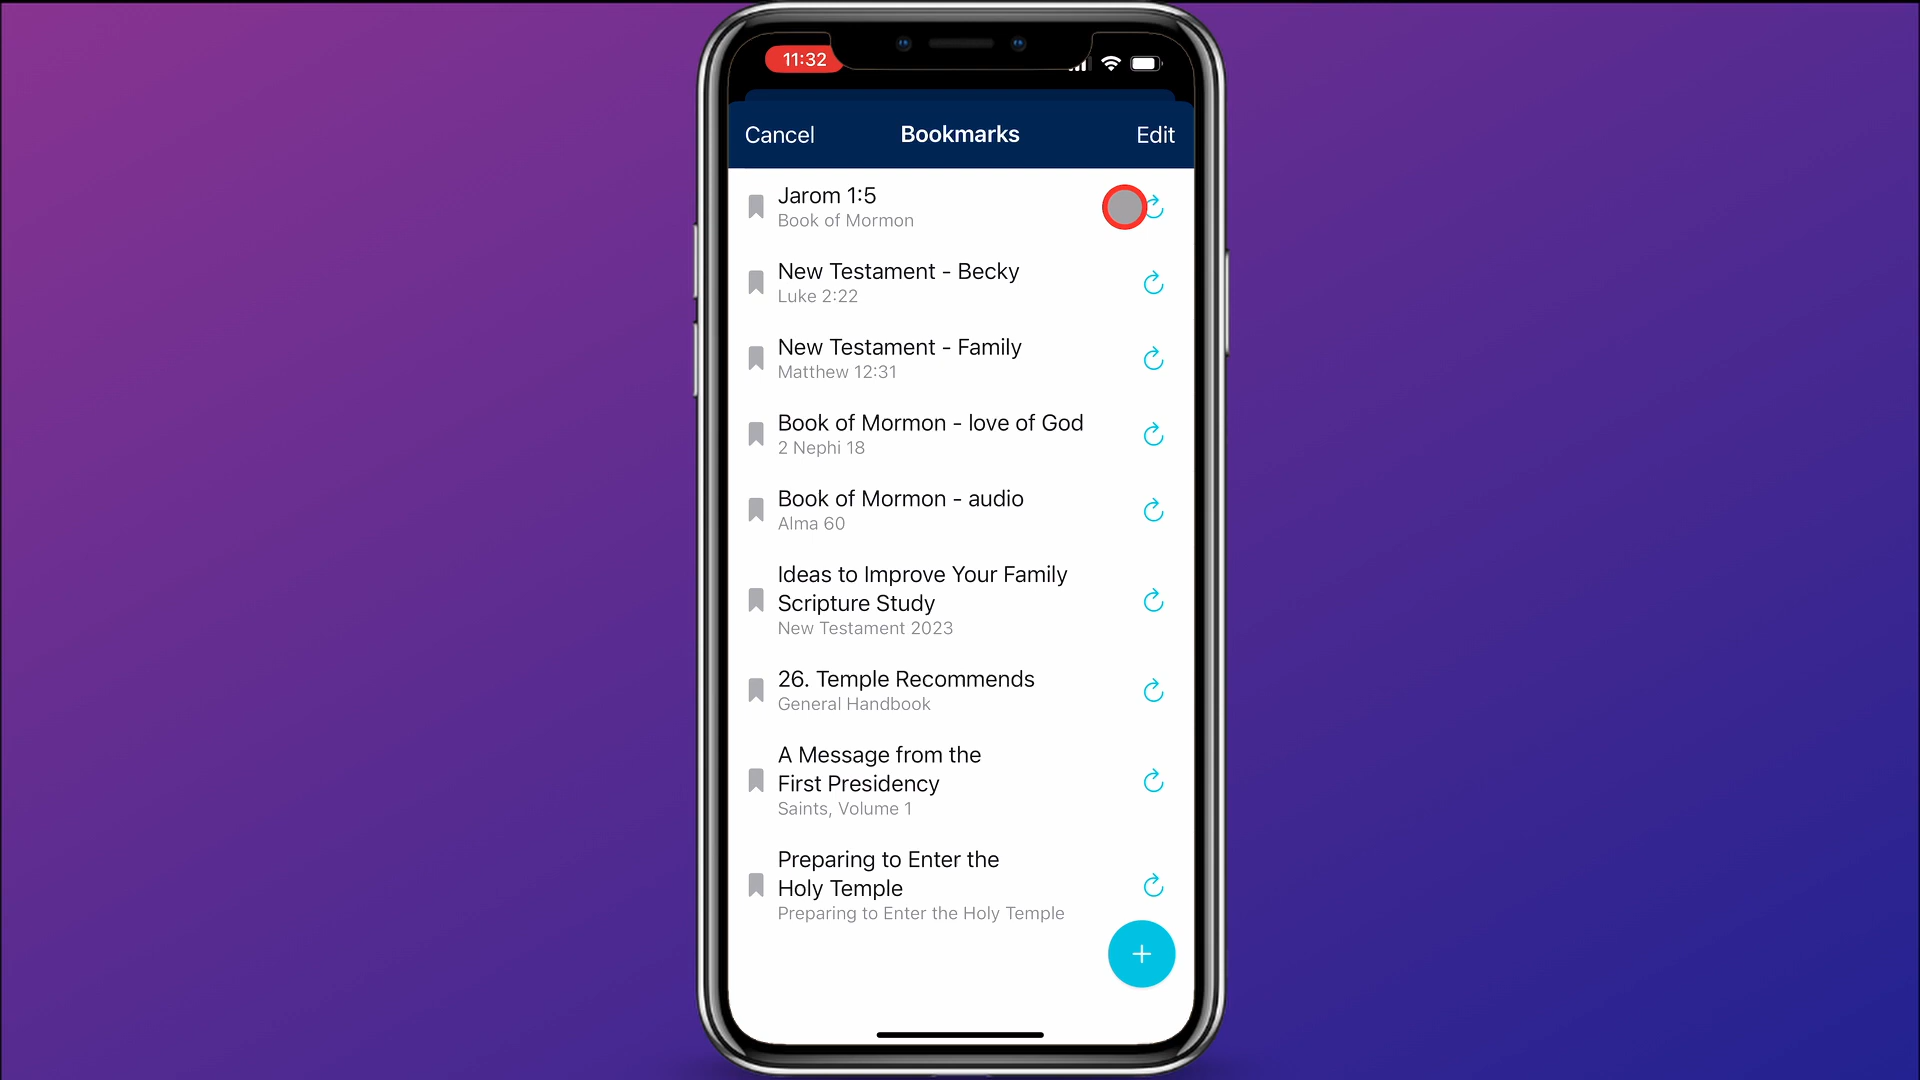 11:32
Cancel Bookmarks Edit
Jarom 1:5
Book of Mormon
New Testament - Becky
Luke 2:22
New Testament - Family
Matthew 12:31
Book of Mormon - love of God
2 Nephi 18
Book of Mormon - audio
Alma 60
Ideas to Improve Your Family
Scripture Study
New Testament 2023
26. Temple Recommends
General Handbook
A Message from the
First Presidency
Saints, Volume 1
Preparing to Enter the
Holy Temple
Preparing to Enter the Holy Temple